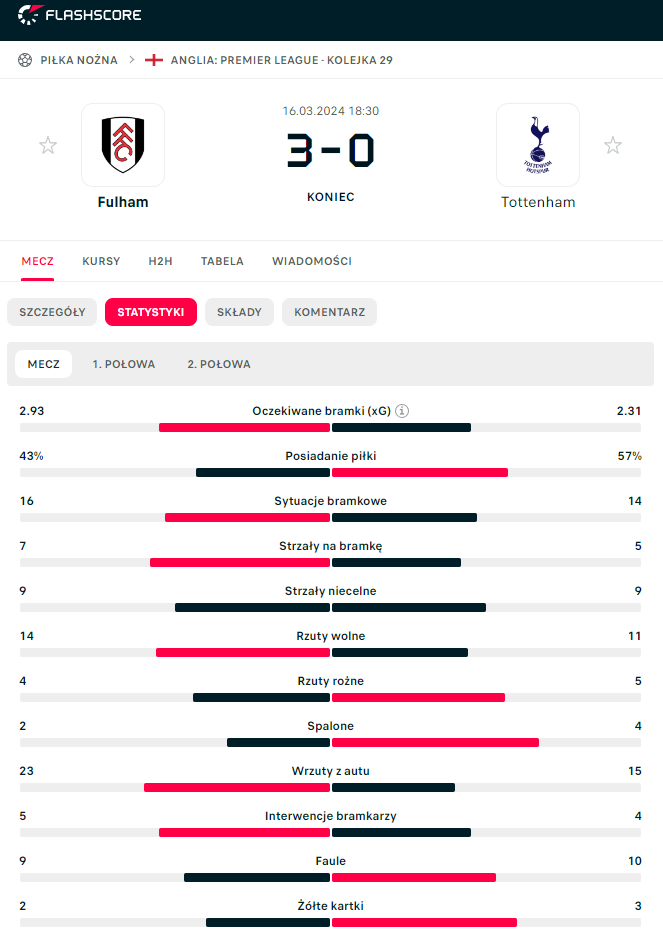 FLASHSCORE
PIŁKA NOŻNA > ANGLIA: PREMIER LEAGUE - KOLEJKA 29
16.03.2024 18:30
3-0
KONIEC
FFC
TOTTENHAM
HOTSPUR
Fulham
Tottenham
MECZ KURSY H2H TABELA WIADOMOŚCI
SZCZEGÓŁY STATYSTYKI SKŁADY KOMENTARZ
MECZ 1. POŁOWA 2. POŁOWA
2.93 Oczekiwane bramki (xG) i 2.31
43% Posiadanie piłki 57%
16 Sytuacje bramkowe 14
7 Strzały na bramkę 5
9 Strzały niecelne 9
14 Rzuty wolne 11
4 Rzuty rożne 5
2 Spalone 4
23 Wrzuty z autu 15
5 Interwencje bramkarzy 4
9 Faule 10
2 Żółte kartki 3